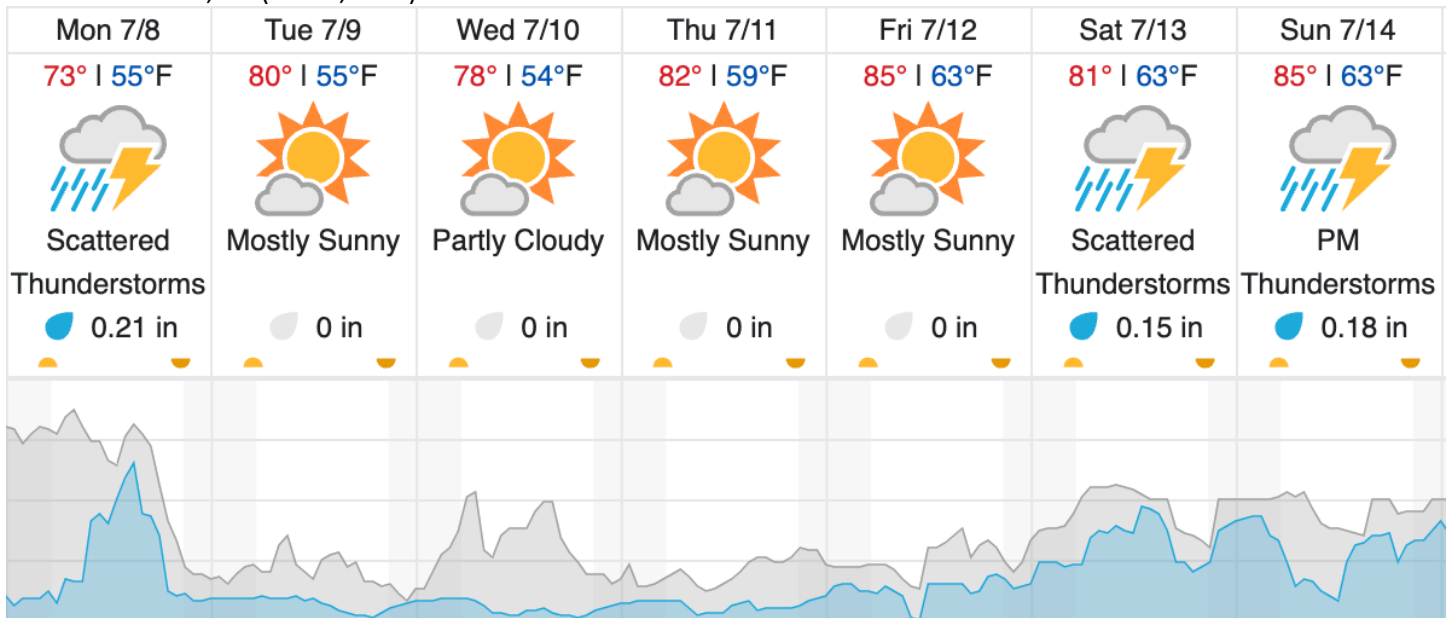 Mon 7/8 Tue 7/9 Wed 7/10 Thu 7/11 Fri 7/12 Sat 7/13 Sun 7/14
73° | 55°F 80° | 55°F 78° | 54°F 82° | 59°F 85° | 63°F 81° | 63°F 85° | 63°F
Scattered Mostly Sunny Partly Cloudy Mostly Sunny Mostly Sunny Scattered PM
Thunderstorms Thunderstorms Thunderstorms
0.21 in 0 in 0 in 0 in 0 in 0.15 in 0.18 in